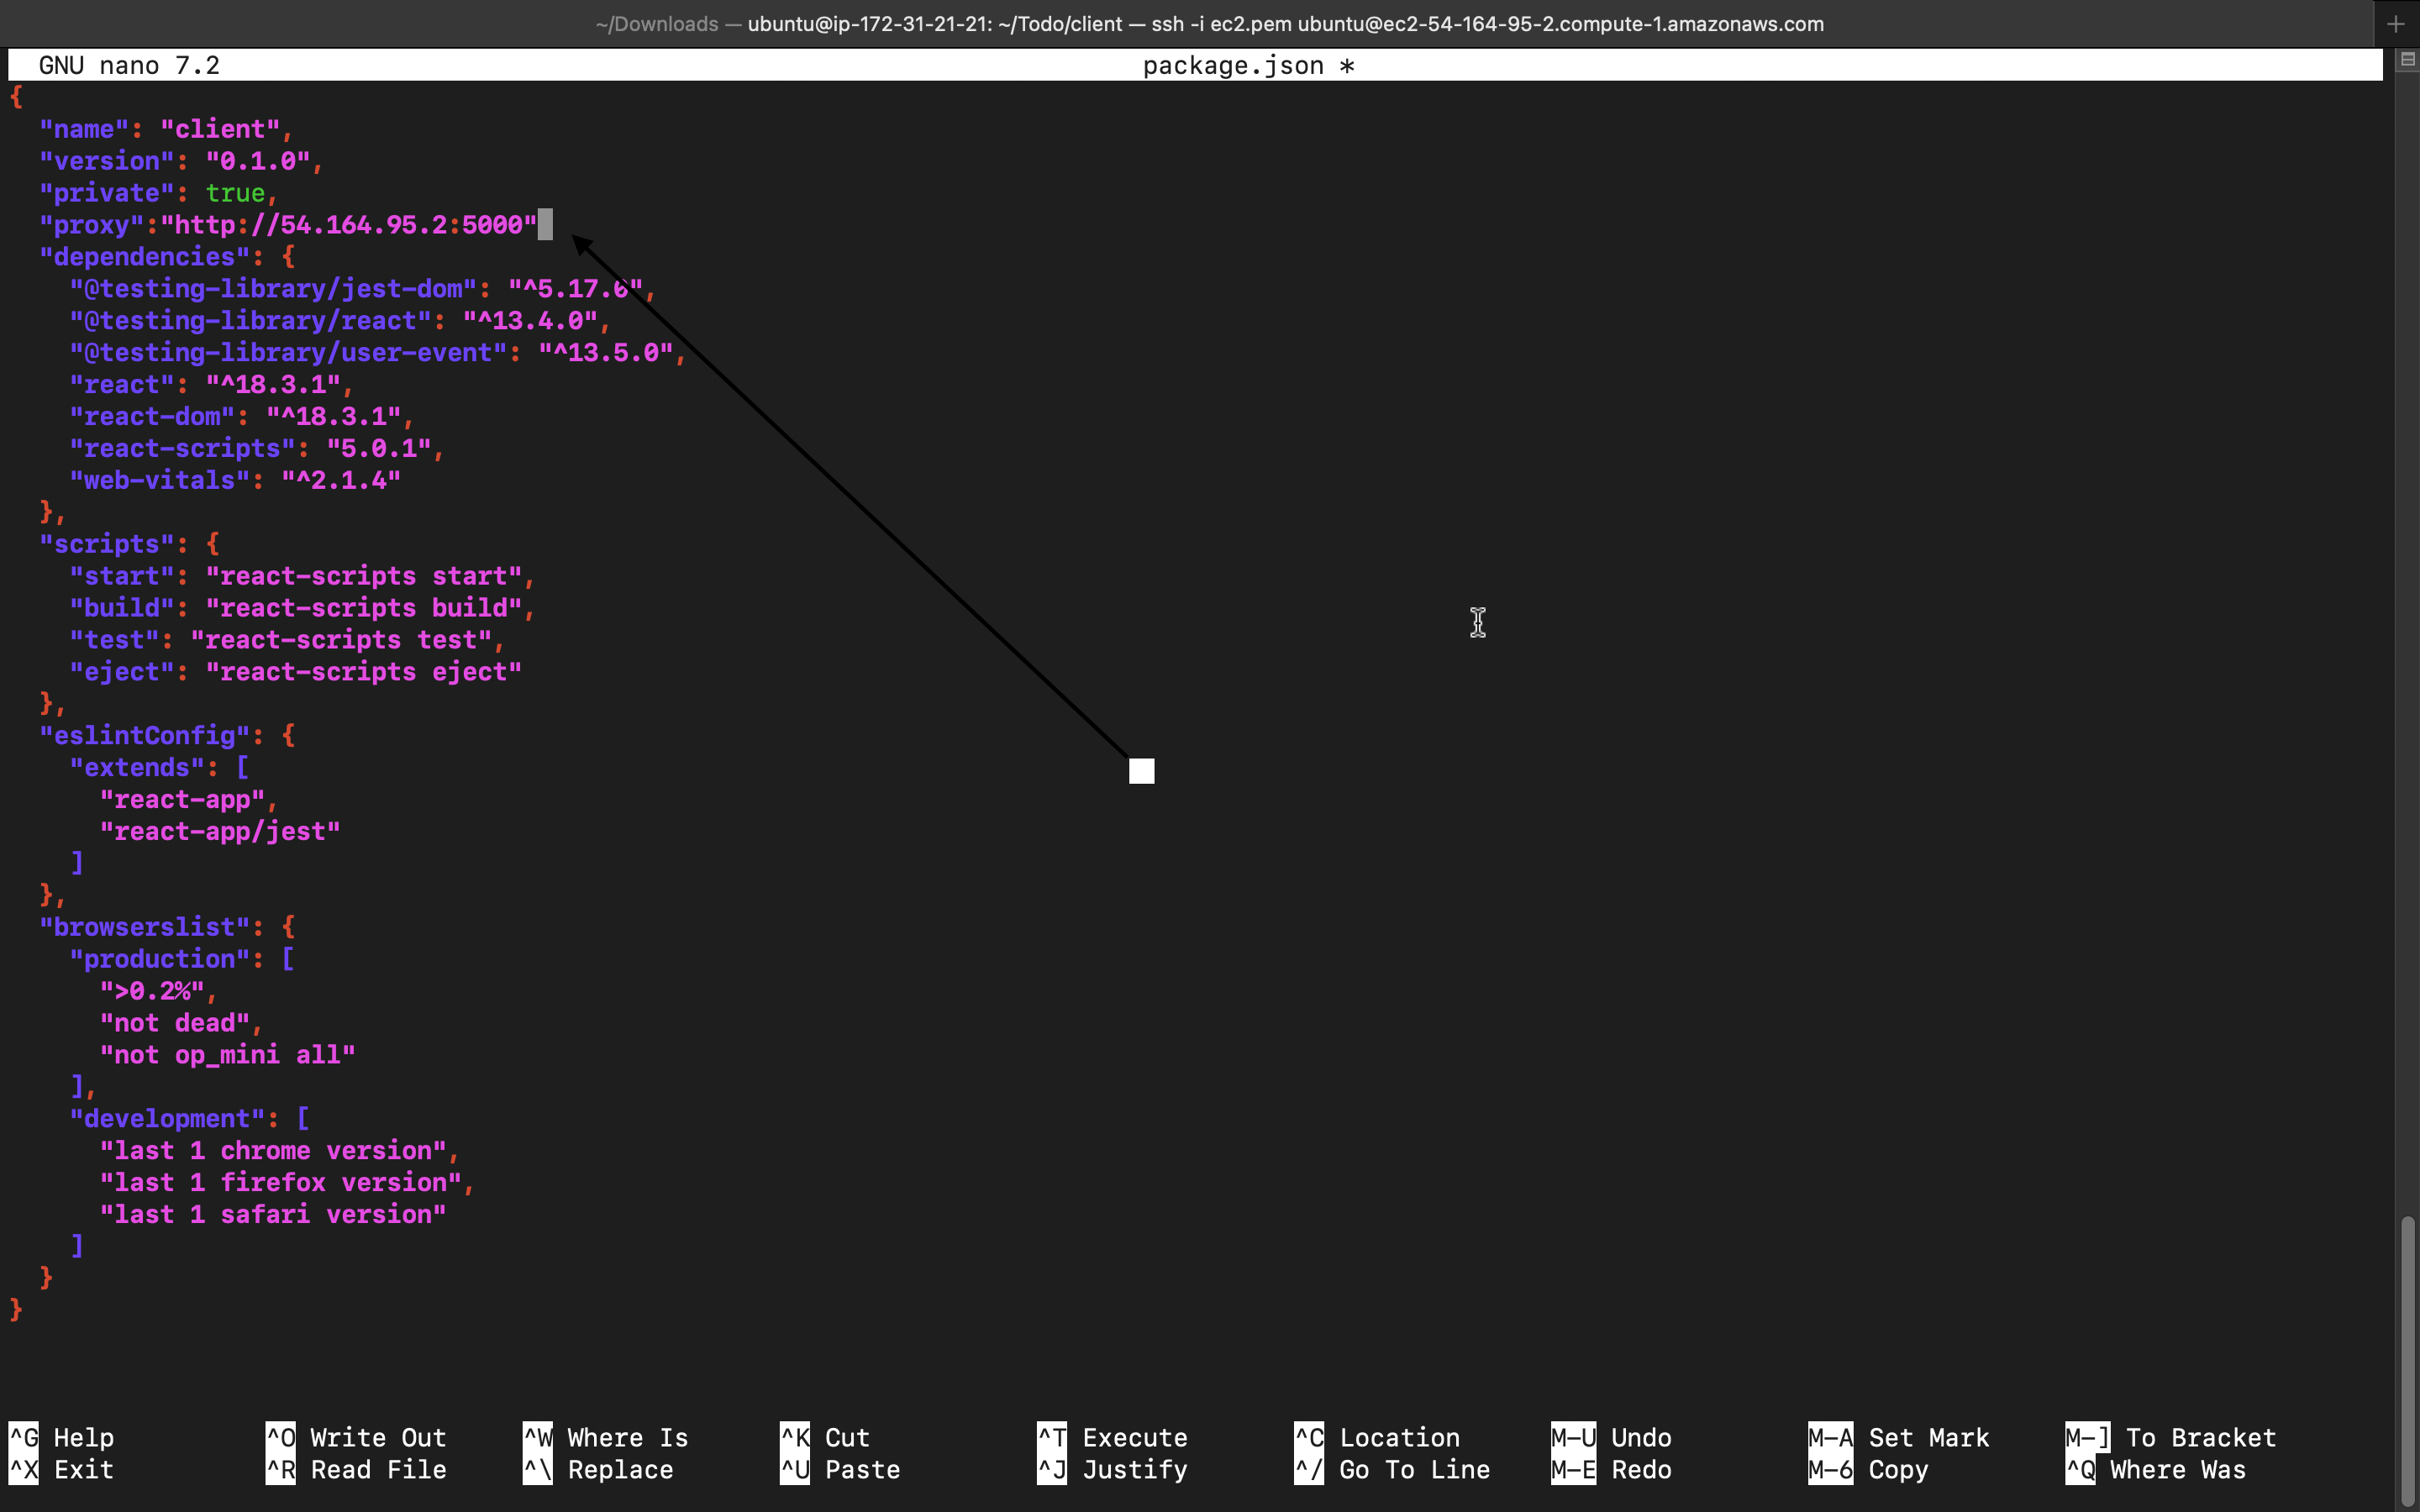 ~/Downloads — ubuntu@ip-172-31-21-21: ~/Todo/client — ssh -i ec2.pem ubuntu@ec2-54-164-95-2.compute-1.amazonaws.com
GNU nano 7.2 package.json *
{
  "name": "client",
  "version": "0.1.0",
  "private": true,
  "proxy":"http://54.164.95.2:5000"
  "dependencies": {
    "@testing-library/jest-dom": "^5.17.0",
    "@testing-library/react": "^13.4.0",
    "@testing-library/user-event": "^13.5.0",
    "react": "^18.3.1",
    "react-dom": "^18.3.1",
    "react-scripts": "5.0.1",
    "web-vitals": "^2.1.4"
  },
  "scripts": {
    "start": "react-scripts start",
    "build": "react-scripts build",
    "test": "react-scripts test",
    "eject": "react-scripts eject"
  },
  "eslintConfig": {
    "extends": [
      "react-app",
      "react-app/jest"
    ]
  },
  "browserslist": {
    "production": [
      ">0.2%",
      "not dead",
      "not op_mini all"
    ],
    "development": [
      "last 1 chrome version",
      "last 1 firefox version",
      "last 1 safari version"
    ]
  }
}
^G Help ^O Write Out ^W Where Is ^K Cut ^T Execute ^C Location M-U Undo M-A Set Mark M-] To Bracket
^X Exit ^R Read File ^\ Replace ^U Paste ^J Justify ^/ Go To Line M-E Redo M-6 Copy ^Q Where Was